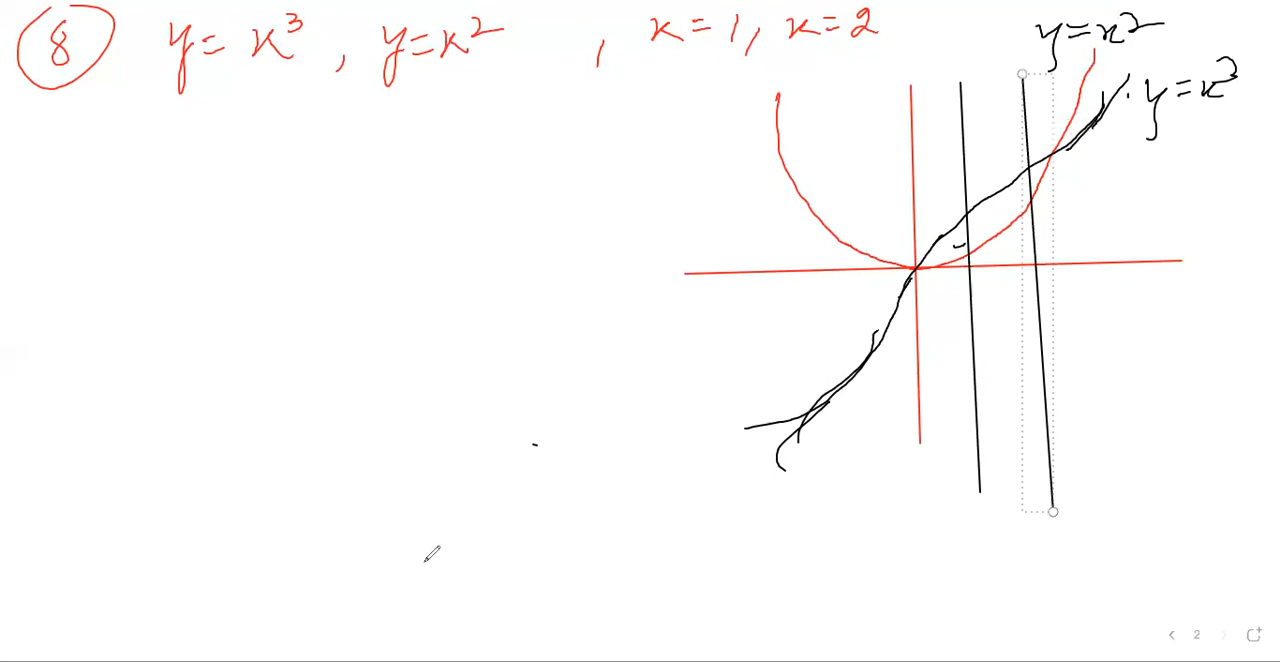 8 y = x³, y = x², x = 1, x = 2
y = x²
y = x³
2